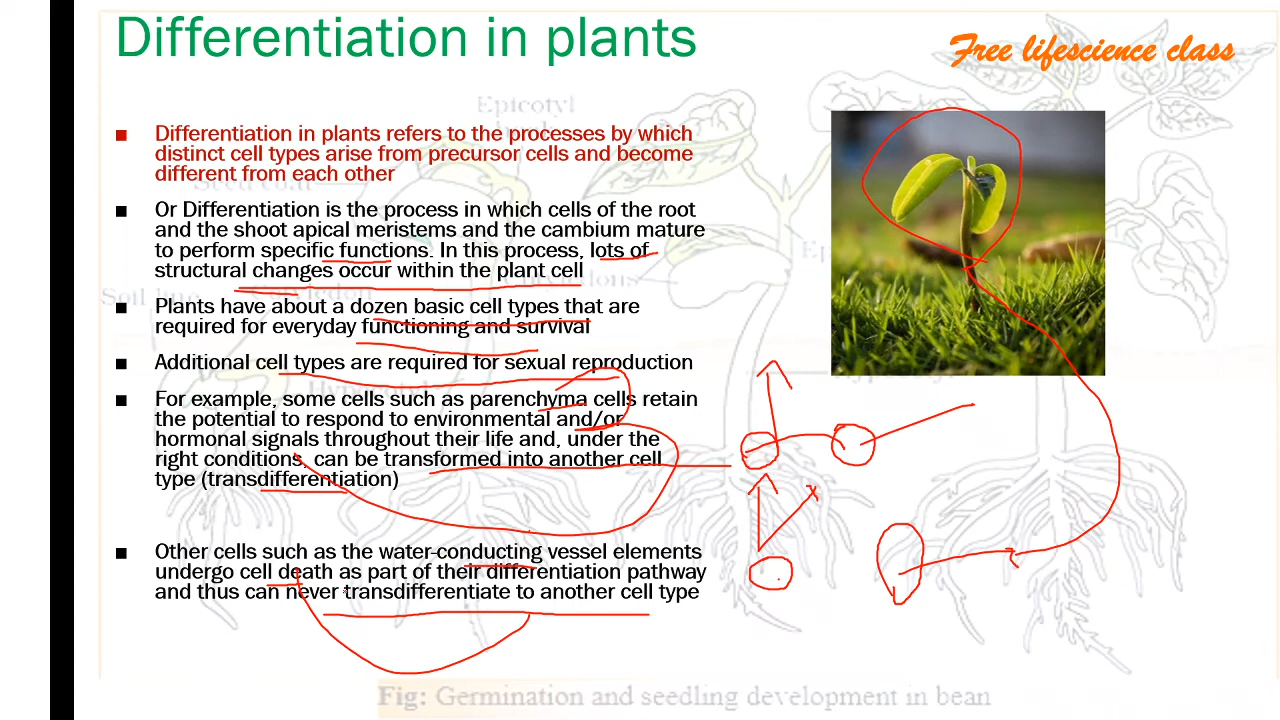 Differentiation in plants
Free lifescience class
Differentiation in plants refers to the processes by which
distinct cell types arise from precursor cells and become
different from each other
Or Differentiation is the process in which cells of the root
and the shoot apical meristems and the cambium mature
to perform specific functions. In this process, lots of
structural changes occur within the plant cell
Plants have about a dozen basic cell types that are
required for everyday functioning and survival
Additional cell types are required for sexual reproduction
For example, some cells such as parenchyma cells retain
the potential to respond to environmental and/or
hormonal signals throughout their life and, under the
right conditions, can be transformed into another cell
type (transdifferentiation)
Other cells such as the water-conducting vessel elements
undergo cell death as part of their differentiation pathway
and thus can never transdifferentiate to another cell type
Epicotyl
Seed coat
Soil line
Cotyledon
Fig: Germination and seedling development in bean